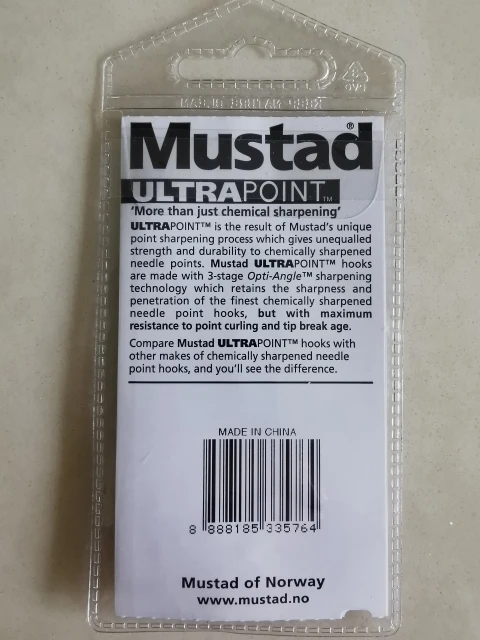 Mustad®
ULTRAPOINT™
‘More than just chemical sharpening’
ULTRAPOINT™ is the result of Mustad’s unique
point sharpening process which gives unequalled
strength and durability to chemically sharpened
needle points. Mustad ULTRAPOINT™ hooks
are made with 3-stage Opti-Angle™ sharpening
technology which retains the sharpness and
penetration of the finest chemically sharpened
needle point hooks, but with maximum
resistance to point curling and tip break age.
Compare Mustad ULTRAPOINT™ hooks with
other makes of chemically sharpened needle
point hooks, and you’ll see the difference.
MADE IN CHINA
8 888185 335764
Mustad of Norway
www.mustad.no